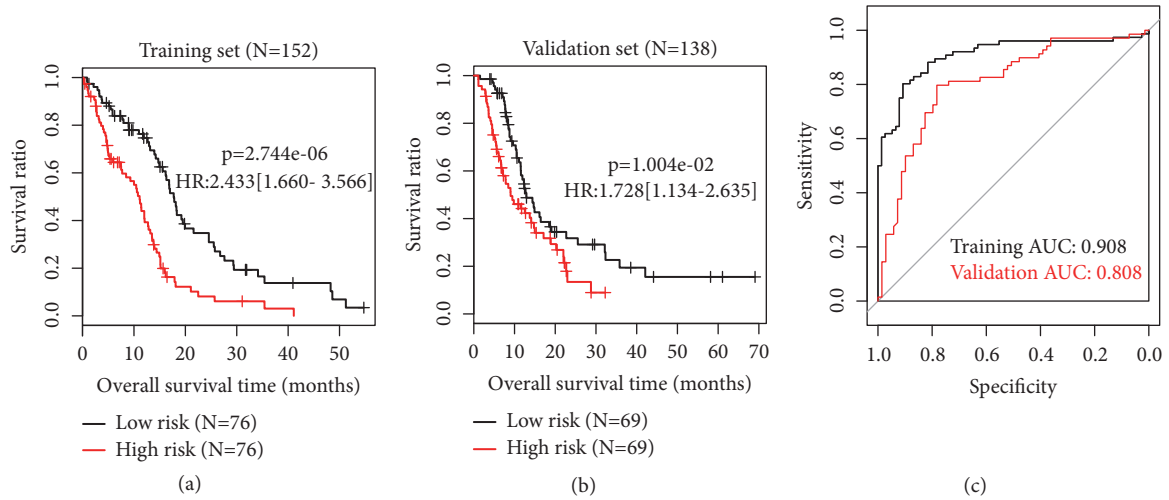 Training set (N=152)
Survival ratio
1.0
0.8
0.6
0.4
0.2
0.0
p=2.744e-06
HR:2.433[1.660- 3.566]
0 10 20 30 40 50
Overall survival time (months)
Low risk (N=76)
High risk (N=76)
(a)
Validation set (N=138)
Survival ratio
1.0
0.8
0.6
0.4
0.2
0.0
p=1.004e-02
HR:1.728[1.134-2.635]
0 10 20 30 40 50 60 70
Overall survival time (months)
Low risk (N=69)
High risk (N=69)
(b)
Sensitivity
1.0
0.8
0.6
0.4
0.2
0.0
Training AUC: 0.908
Validation AUC: 0.808
1.0 0.8 0.6 0.4 0.2 0.0
Specificity
(c)